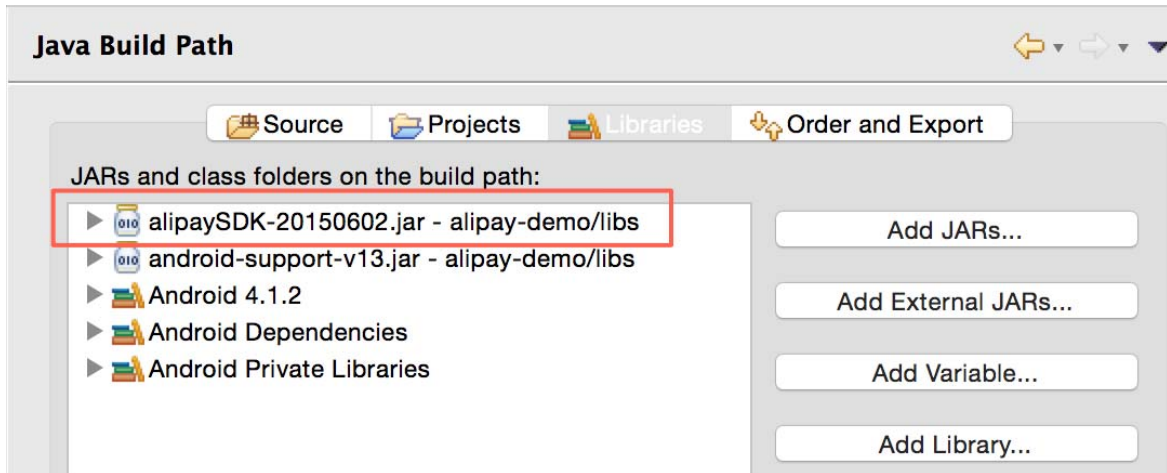 Java Build Path
Source Projects Libraries Order and Export
JARs and class folders on the build path:
alipaySDK-20150602.jar - alipay-demo/libs
android-support-v13.jar - alipay-demo/libs
Android 4.1.2
Android Dependencies
Android Private Libraries
Add JARs...
Add External JARs...
Add Variable...
Add Library...